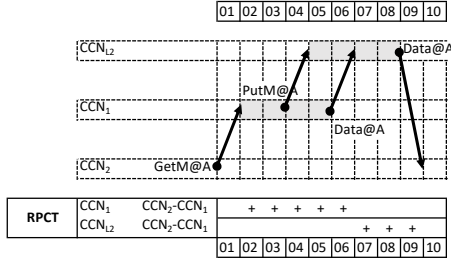 01 02 03 04 05 06 07 08 09 10
CCNL2
Data@A
PutM@A
CCN1
Data@A
CCN2
GetM@A
RPCT
CCN1 CCN2-CCN1 + + + + +
CCNL2 CCN2-CCN1 + + +
01 02 03 04 05 06 07 08 09 10